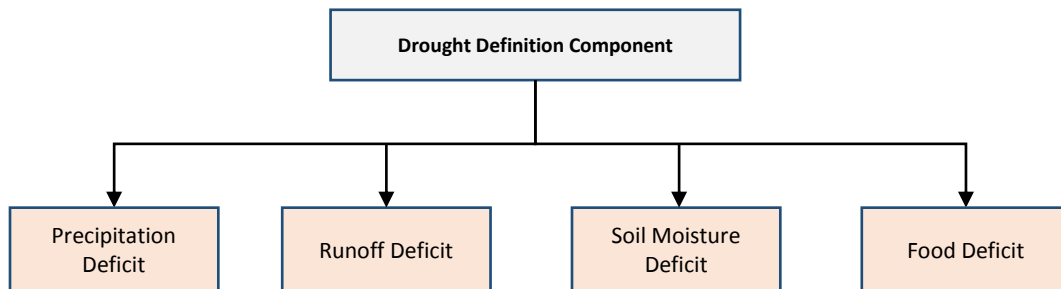 Drought Definition Component
Precipitation
Deficit
Runoff Deficit
Soil Moisture
Deficit
Food Deficit